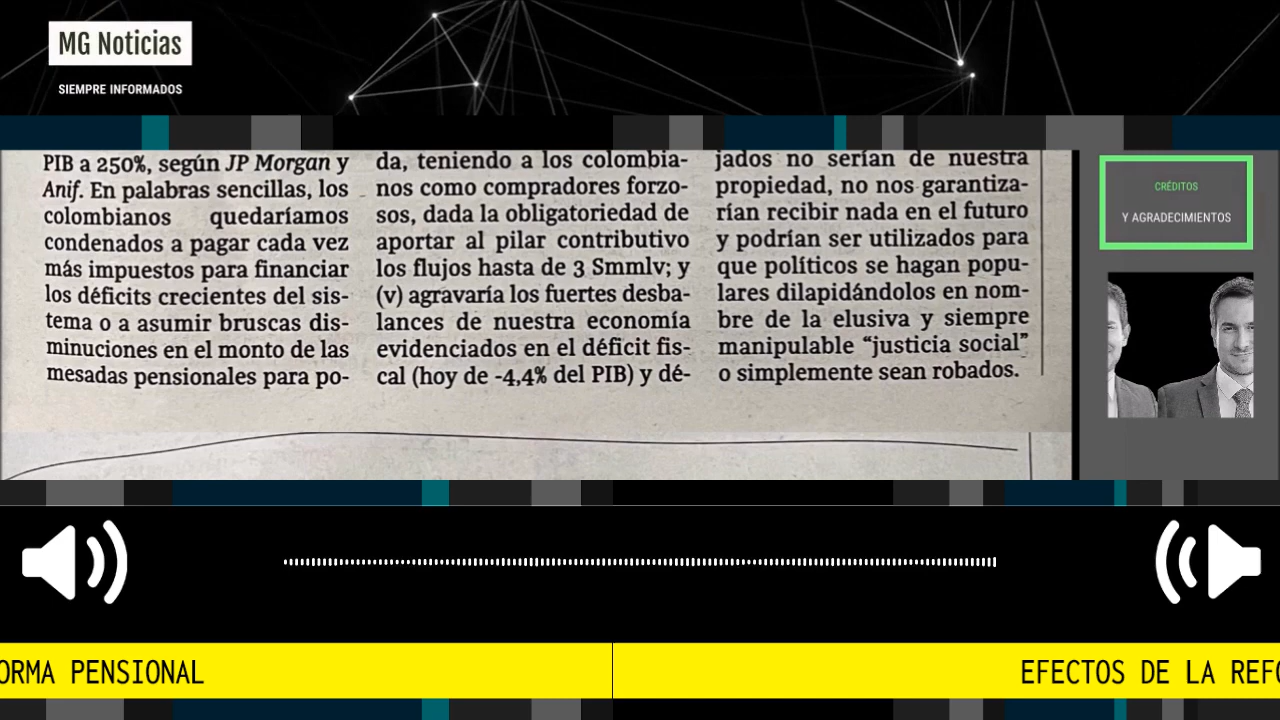 MG Noticias
SIEMPRE INFORMADOS
PIB a 250%, según JP Morgan y
Anif. En palabras sencillas, los
colombianos quedaríamos
condenados a pagar cada vez
más impuestos para financiar
los déficits crecientes del sis-
tema o a asumir bruscas dis-
minuciones en el monto de las
mesadas pensionales para po-
da, teniendo a los colombia-
nos como compradores forzo-
sos, dada la obligatoriedad de
aportar al pilar contributivo
los flujos hasta de 3 Smmlv; y
(v) agravaría los fuertes desba-
lances de nuestra economía
evidenciados en el déficit fis-
cal (hoy de -4,4% del PIB) y dé-
jados no serían de nuestra
propiedad, no nos garantiza-
rían recibir nada en el futuro
y podrían ser utilizados para
que políticos se hagan popu-
lares dilapidándolos en nom-
bre de la elusiva y siempre
manipulable “justicia social”
o simplemente sean robados.
CRÉDITOS
Y AGRADECIMIENTOS
ORMA PENSIONAL
EFECTOS DE LA REFO